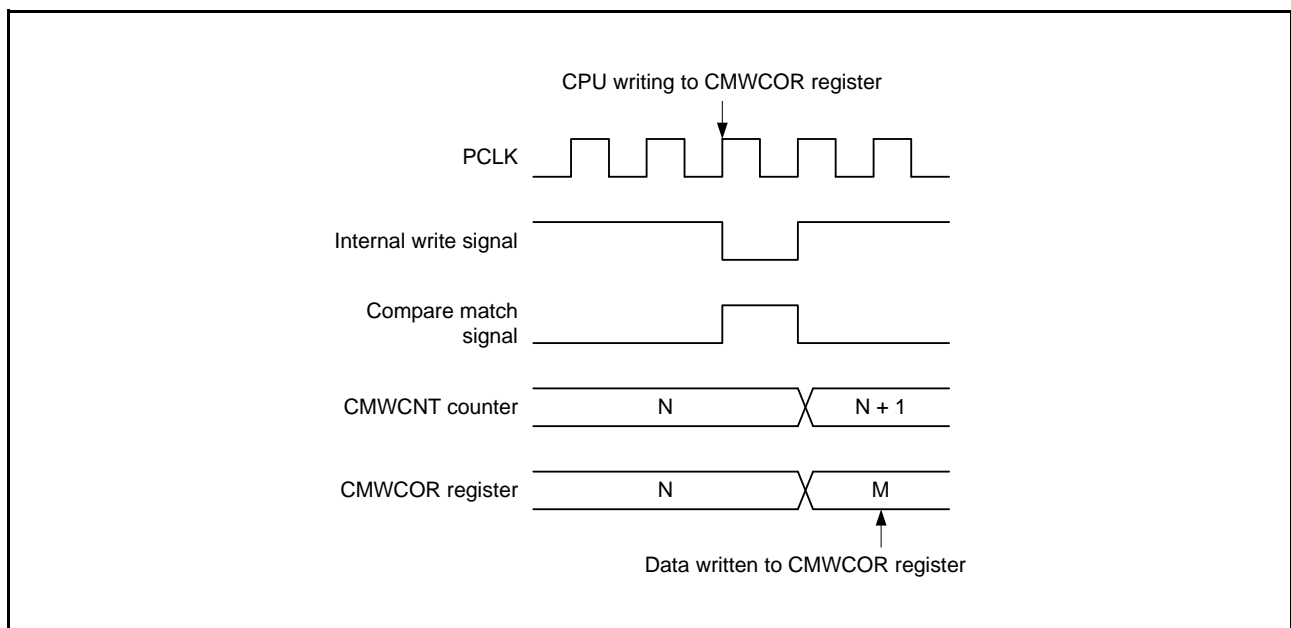 CPU writing to CMWCOR register
PCLK
Internal write signal
Compare match
signal
CMWCNT counter
N
N + 1
CMWCOR register
N
M
Data written to CMWCOR register